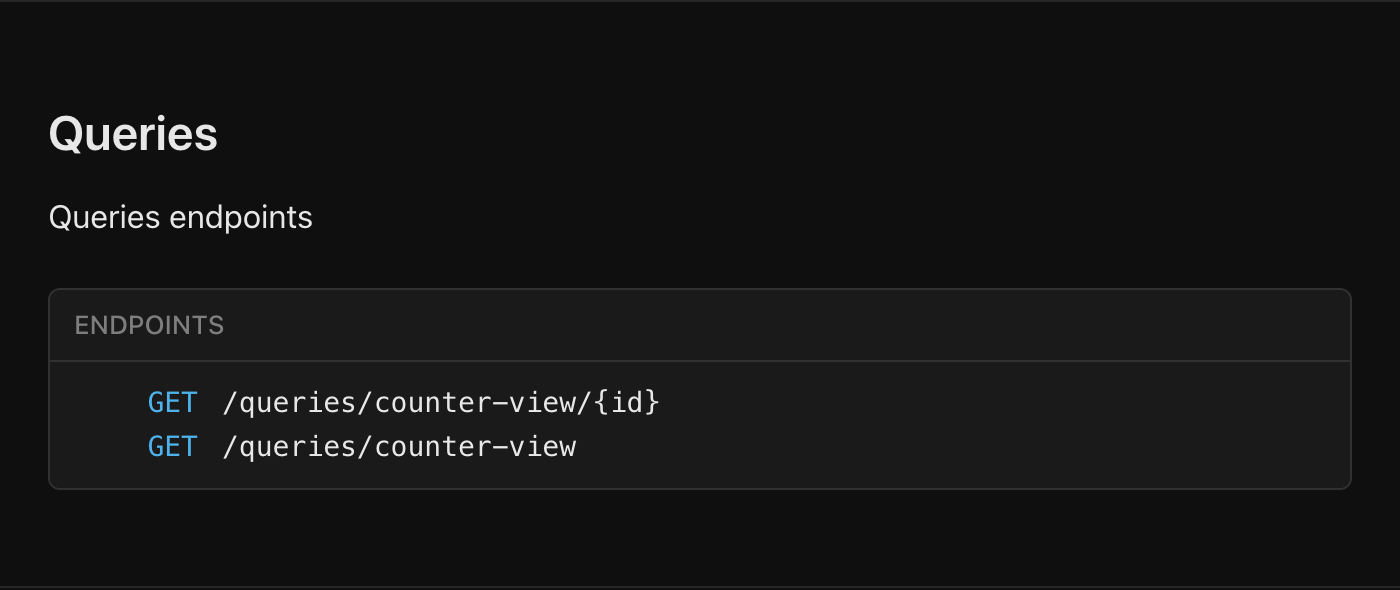 Queries
Queries endpoints
ENDPOINTS
GET /queries/counter-view/{id}
GET /queries/counter-view